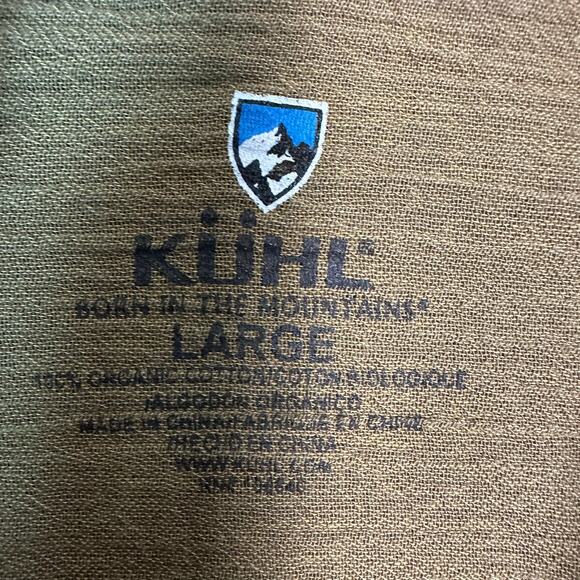 KÜHL®
BORN IN THE MOUNTAINS®
LARGE
100% ORGANIC COTTON/COTON BIOLOGIQUE
/ALGODON ORGANICO
MADE IN CHINA/FABRIQUE EN CHINE
/HECHO EN CHINA
WWW.KUHL.COM